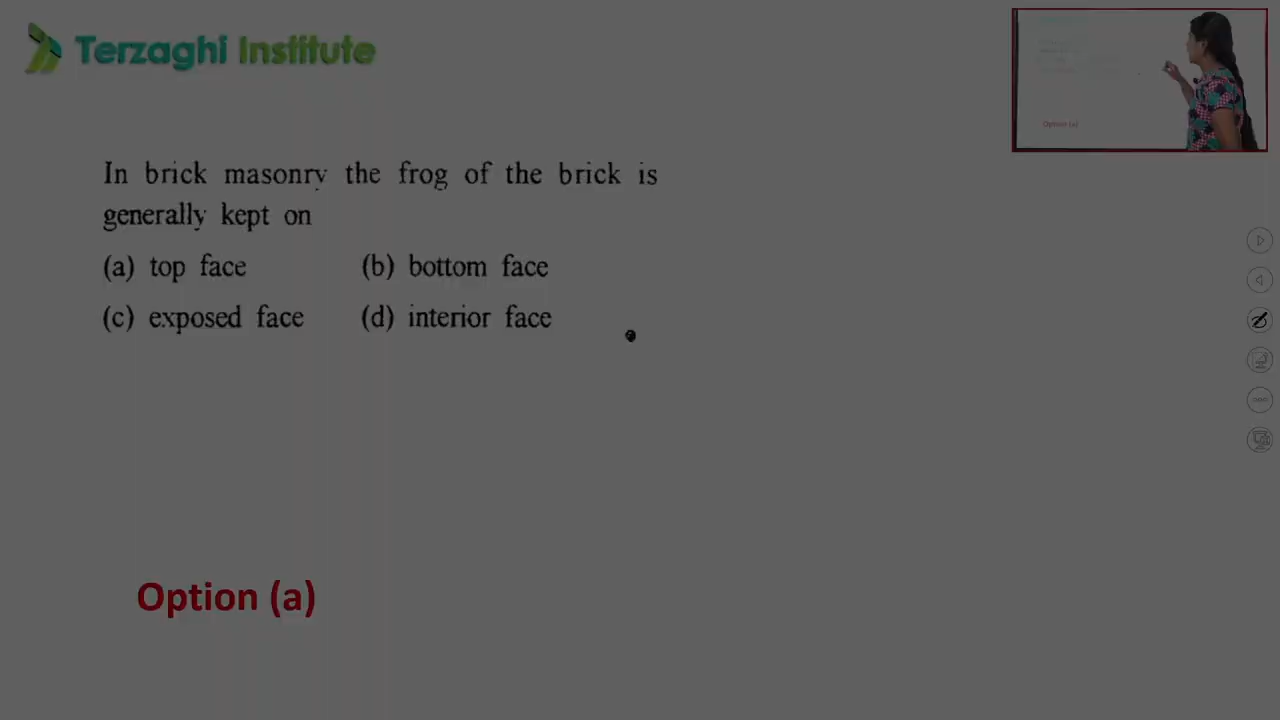 Terzaghi Institute
In brick masonry the frog of the brick is
generally kept on
(a) top face (b) bottom face
(c) exposed face (d) interior face
Option (a)
Option (a)